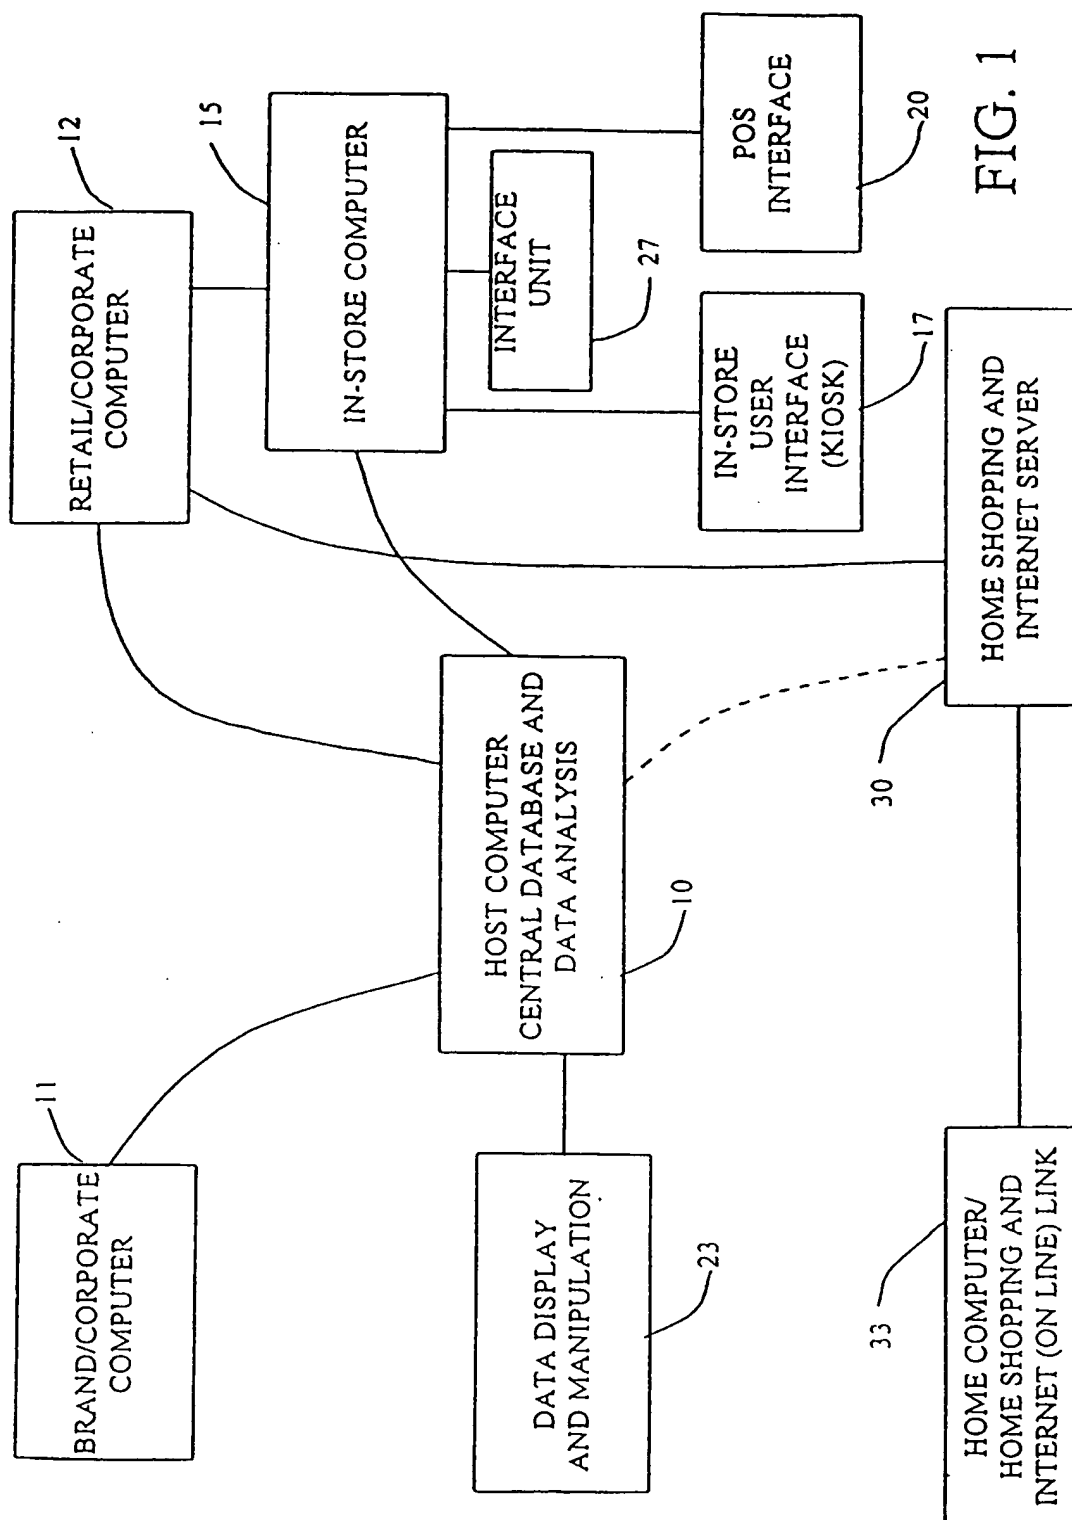 11
BRAND/CORPORATE
COMPUTER
RETAIL/CORPORATE
COMPUTER
12
15
IN-STORE COMPUTER
HOST COMPUTER
CENTRAL DATABASE AND
DATA ANALYSIS
10
DATA DISPLAY
AND MANIPULATION
23
INTERFACE
UNIT
27
IN-STORE
USER
INTERFACE
(KIOSK)
17
POS
INTERFACE
20
33
HOME COMPUTER/
HOME SHOPPING AND
INTERNET (ON LINE) LINK
30
HOME SHOPPING AND
INTERNET SERVER
FIG. 1